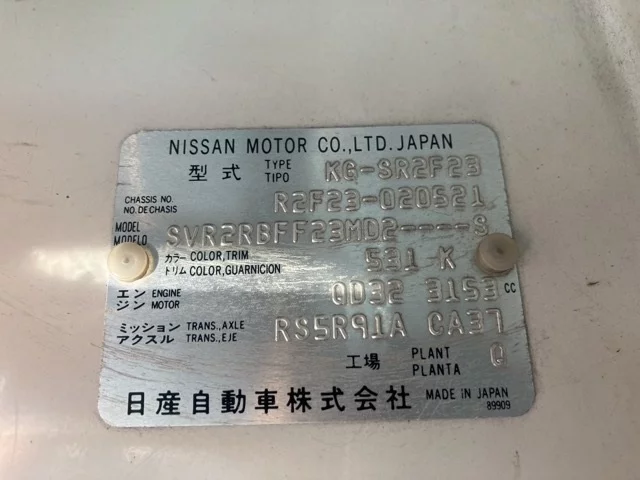 NISSAN MOTOR CO.,LTD.JAPAN
型式 TYPE TIPO KG-SR2F23
CHASSIS NO. NO.DE CHASIS R2F23-020521
MODEL MODELO SVR2RBFF23MD2----S
カラー COLOR,TRIM トリム COLOR,GUARNICION 531 K
エンジン ENGINE MOTOR QD32 3153 CC
ミッション TRANS.,AXLE アクスル TRANS.,EJE RS5R91A CA37
工場 PLANT PLANTA Q
日産自動車株式会社 MADE IN JAPAN
89909